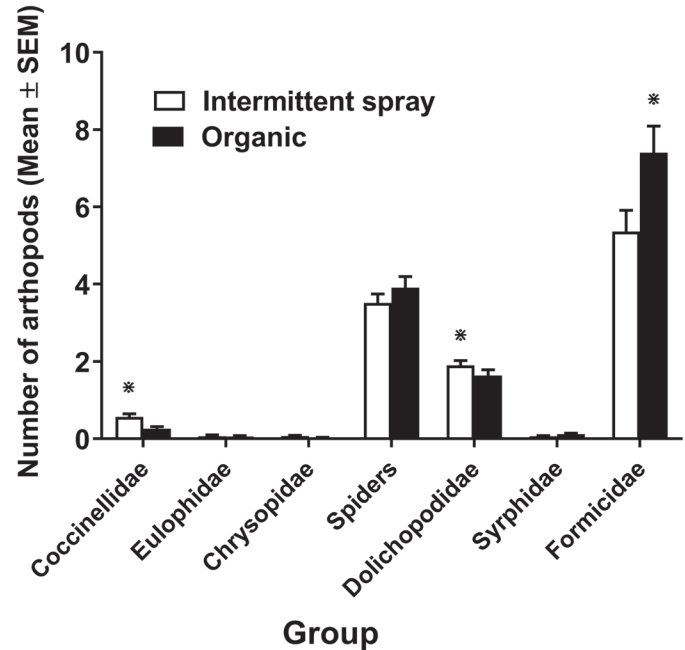 Number of arthopods (Mean ± SEM)
10
8
6
4
2
0
Intermittent spray
Organic
*
*
*
Coccinellidae
Eulophidae
Chrysopidae
Spiders
Dolichopodidae
Syrphidae
Formicidae
Group